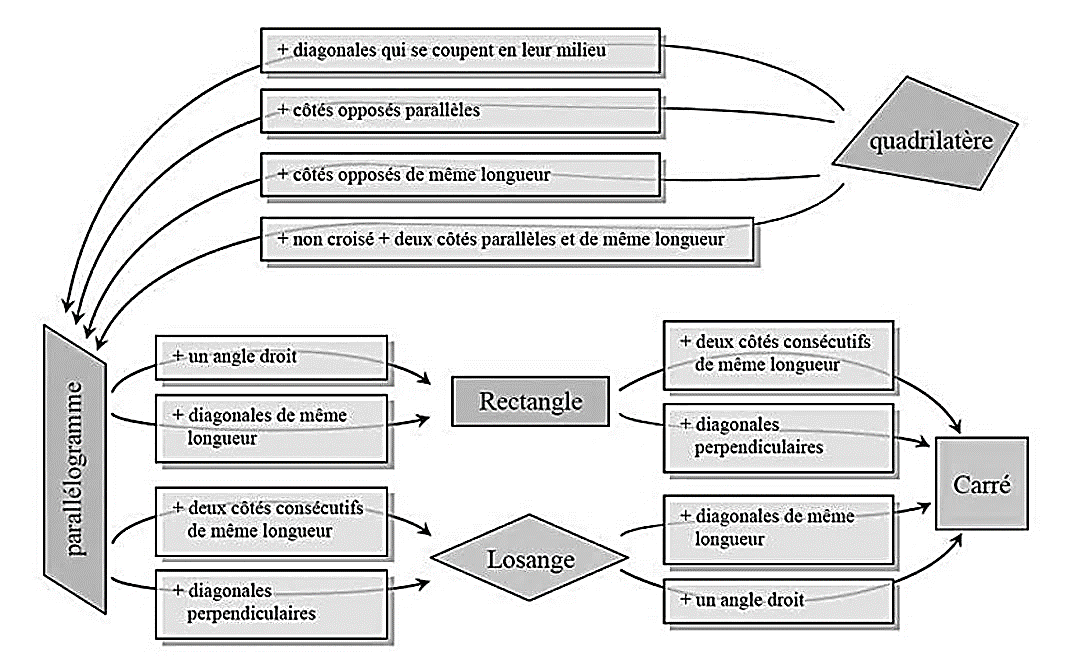 + diagonales qui se coupent en leur milieu
+ côtés opposés parallèles
quadrilatère
+ côtés opposés de même longueur
+ non croisé + deux côtés parallèles et de même longueur
parallélogramme
+ un angle droit
+ diagonales de même
longueur
Rectangle
+ deux côtés consécutifs
de même longueur
+ diagonales
perpendiculaires
Carré
+ deux côtés consécutifs
de même longueur
+ diagonales
perpendiculaires
Losange
+ diagonales de même
longueur
+ un angle droit